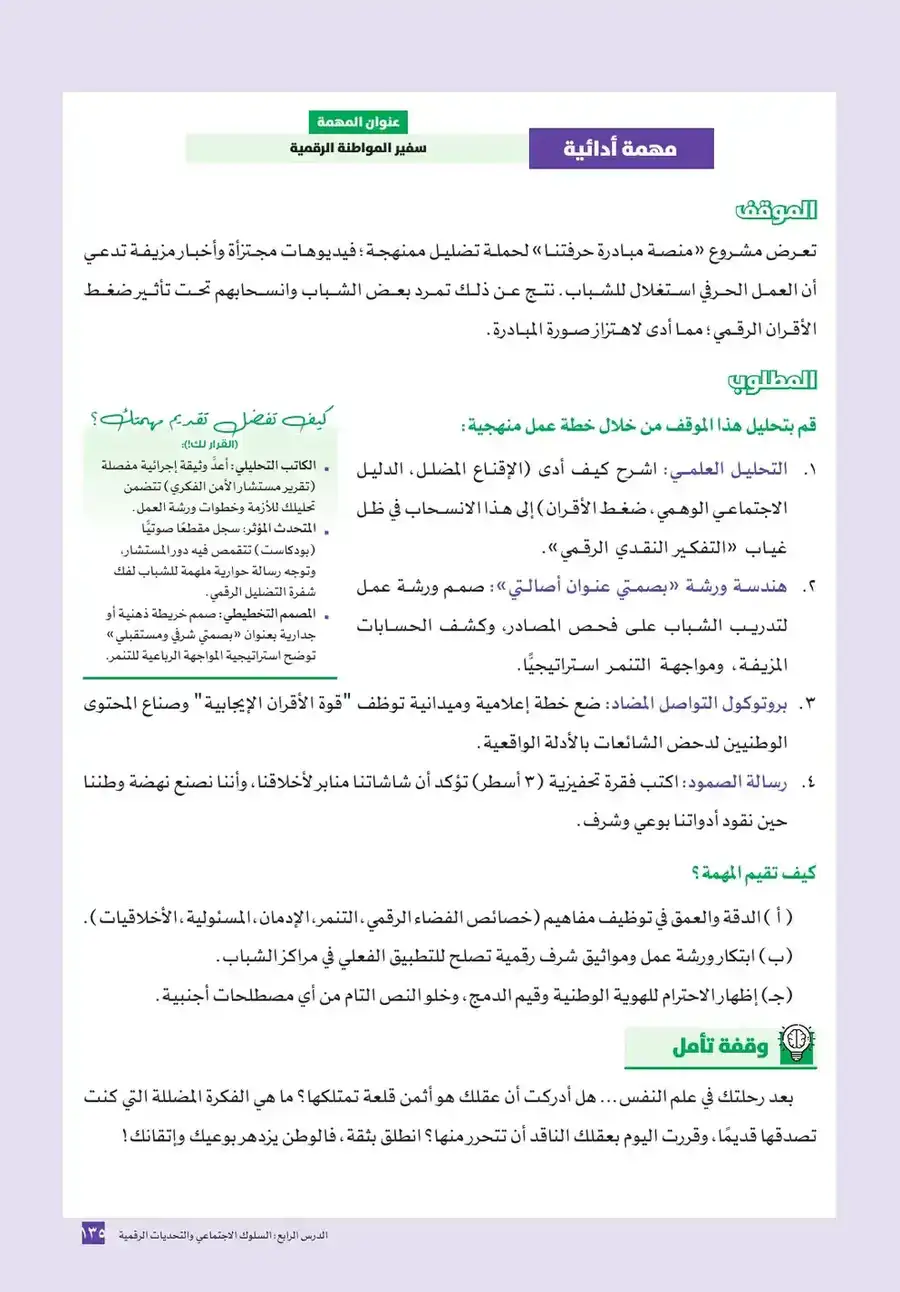 عنوان المهمة
مهمة أدائية
سفير المواطنة الرقمية
الموقف
تعرض مشروع «منصة مبادرة حرفتنا» لحملة تضليل ممنهجة؛ فيديوهات مجتزأة وأخبار مزيفة تدعي
أن العمل الحرفي استغلال للشباب. نتج عن ذلك تمرد بعض الشباب وانسحابهم تحت تأثير ضغط
الأقران الرقمي؛ مما أدى لاهتزاز صورة المبادرة.
المطلوب
قم بتحليل هذا الموقف من خلال خطة عمل منهجية:
١. التحليل العلمي: اشرح كيف أدى (الإقناع المضلل، الدليل
الاجتماعي الوهمي، ضغط الأقران) إلى هذا الانسحاب في ظل
غياب «التفكير النقدي الرقمي».
٢. هندسة ورشة «بصمتي عنوان أصالتي»: صمم ورشة عمل
لتدريب الشباب على فحص المصادر، وكشف الحسابات
المزيفة، ومواجهة التنمر استراتيجيًّا.
كيف تفضل تقديم مهمتك؟
(القرار لك!):
• الكاتب التحليلي: أعدَّ وثيقة إجرائية مفصلة
(تقرير مستشار الأمن الفكري) تتضمن
تحليلك للأزمة وخطوات ورشة العمل.
• المتحدث المؤثر: سجل مقطعًا صوتيًّا
(بودكاست) تتقمص فيه دور المستشار،
وتوجه رسالة حوارية ملهمة للشباب لفك
شفرة التضليل الرقمي.
• المصمم التخطيطي: صمم خريطة ذهنية أو
جدارية بعنوان «بصمتي شرفي ومستقبلي»
توضح استراتيجية المواجهة الرباعية للتنمر.
٣. بروتوكول التواصل المضاد: ضع خطة إعلامية وميدانية توظف "قوة الأقران الإيجابية" وصناع المحتوى
الوطنيين لدحض الشائعات بالأدلة الواقعية.
٤. رسالة الصمود: اكتب فقرة تحفيزية (٣ أسطر) تؤكد أن شاشاتنا منابر لأخلاقنا، وأننا نصنع نهضة وطننا
حين نقود أدواتنا بوعي وشرف.
كيف تقيم المهمة؟
(أ) الدقة والعمق في توظيف مفاهيم (خصائص الفضاء الرقمي، التنمر، الإدمان، المسئولية، الأخلاقيات).
(ب) ابتكار ورشة عمل ومواثيق شرف رقمية تصلح للتطبيق الفعلي في مراكز الشباب.
(جـ) إظهار الاحترام للهوية الوطنية وقيم الدمج، وخلو النص التام من أي مصطلحات أجنبية.
وقفة تأمل
بعد رحلتك في علم النفس... هل أدركت أن عقلك هو أثمن قلعة تمتلكها؟ ما هي الفكرة المضللة التي كنت
تصدقها قديمًا، وقررت اليوم بعقلك الناقد أن تتحرر منها؟ انطلق بثقة، فالوطن يزدهر بوعيك وإتقانك!
الدرس الرابع: السلوك الاجتماعي والتحديات الرقمية
١٣٥